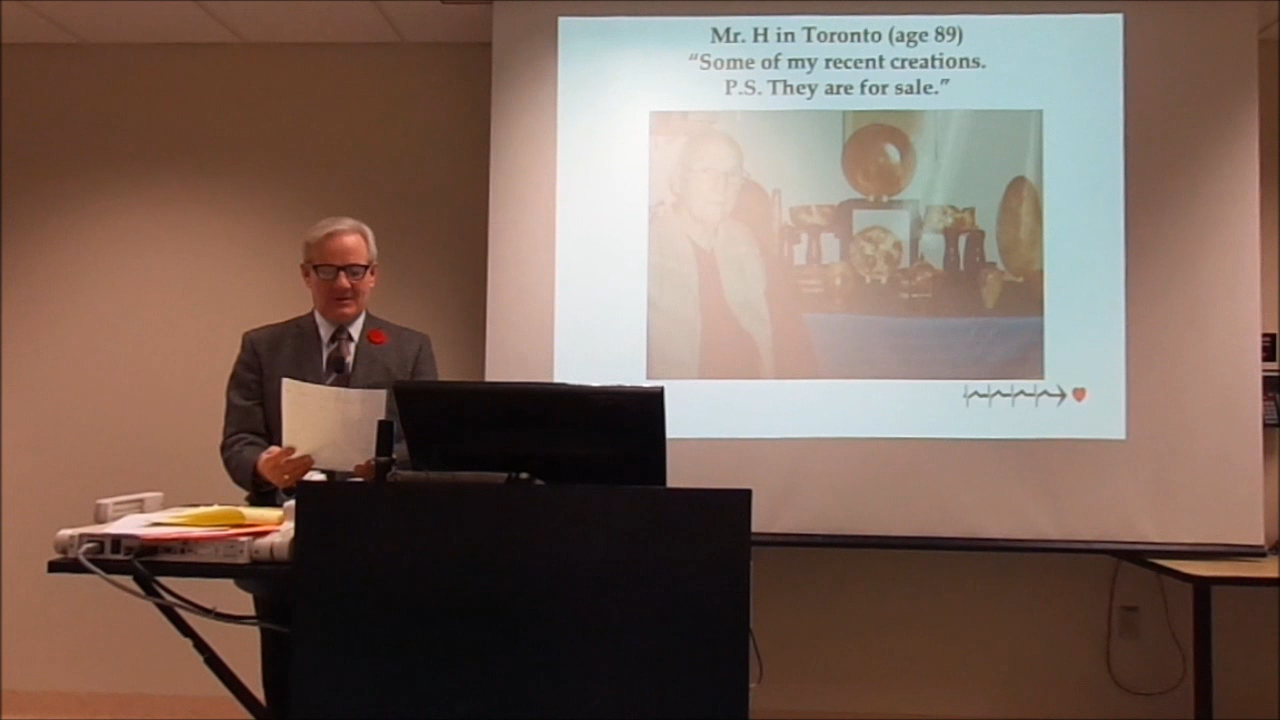 Mr. H in Toronto (age 89)
“Some of my recent creations.
P.S. They are for sale.”